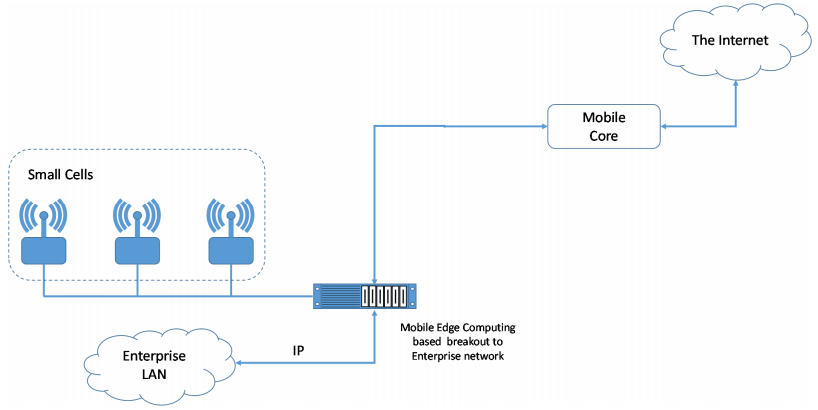 The Internet
Mobile
Core
Small Cells
Mobile Edge Computing
based breakout to
Enterprise network
IP
Enterprise
LAN